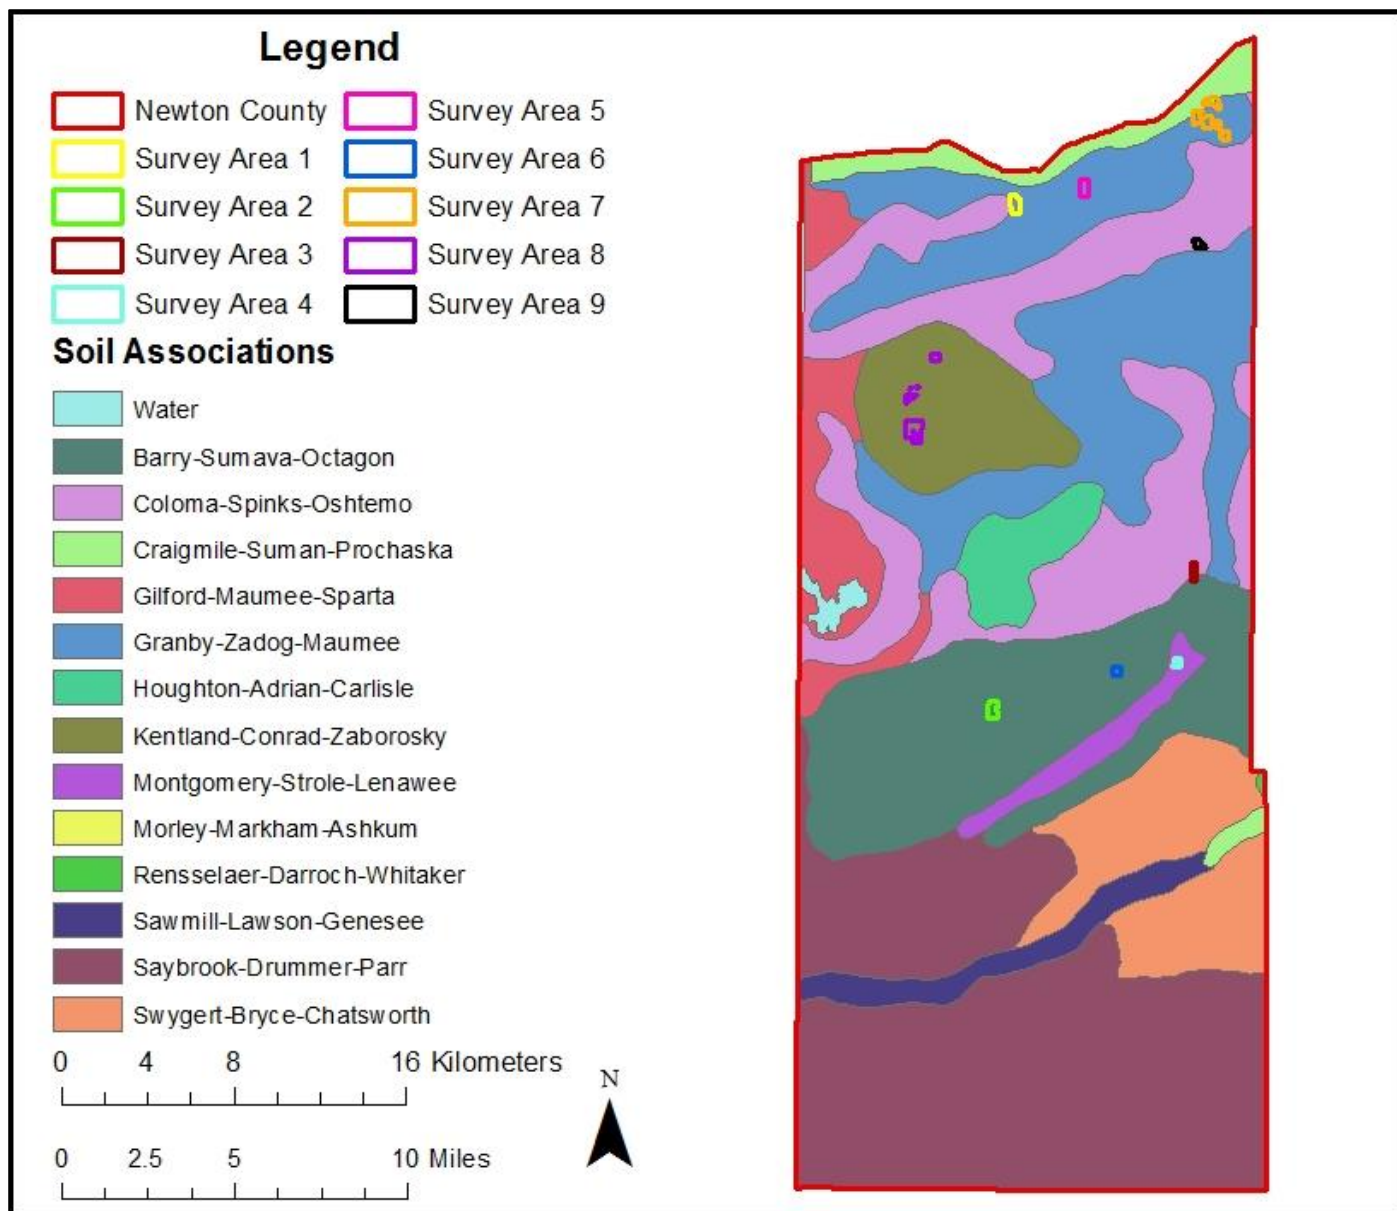 Legend
Newton County
Survey Area 1
Survey Area 2
Survey Area 3
Survey Area 4
Survey Area 5
Survey Area 6
Survey Area 7
Survey Area 8
Survey Area 9
Soil Associations
Water
Barry-Sumava-Octagon
Coloma-Spinks-Oshtemo
Craigmile-Suman-Prochaska
Gilford-Maumee-Sparta
Granby-Zadog-Maumee
Houghton-Adrian-Carlisle
Kentland-Conrad-Zaborosky
Montgomery-Strole-Lenawee
Morley-Markham-Ashkum
Rensselaer-Darroch-Whitaker
Sawmill-Lawson-Genesee
Saybrook-Drummer-Parr
Swygert-Bryce-Chatsworth
0 4 8 16 Kilometers
0 2.5 5 10 Miles
N